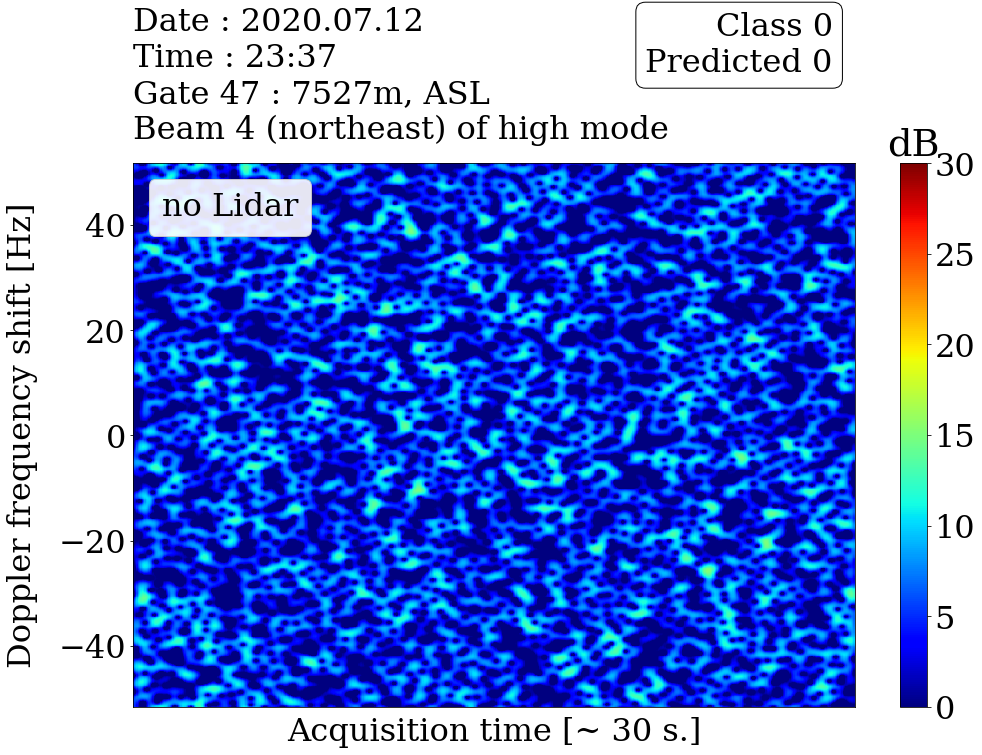 Date : 2020.07.12
Time : 23:37
Gate 47 : 7527m, ASL
Beam 4 (northeast) of high mode
Class 0
Predicted 0
dB
no Lidar
Doppler frequency shift [Hz]
40
20
0
−20
−40
Acquisition time [~ 30 s.]
30
25
20
15
10
5
0